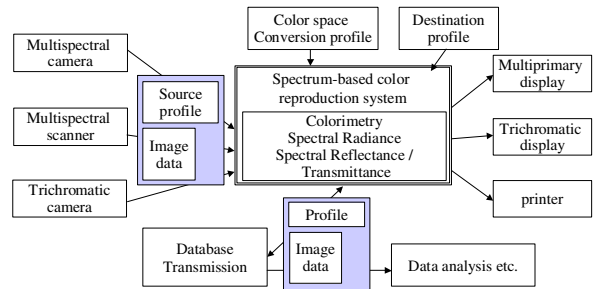 Color space
Conversion profile
Destination
profile
Multispectral
camera
Source
profile
Spectrum-based color
reproduction system
Multiprimary
display
Multispectral
scanner
Image
data
Colorimetry
Spectral Radiance
Spectral Reflectance /
Transmittance
Trichromatic
display
Trichromatic
camera
printer
Profile
Database
Transmission
Image
data
Data analysis etc.